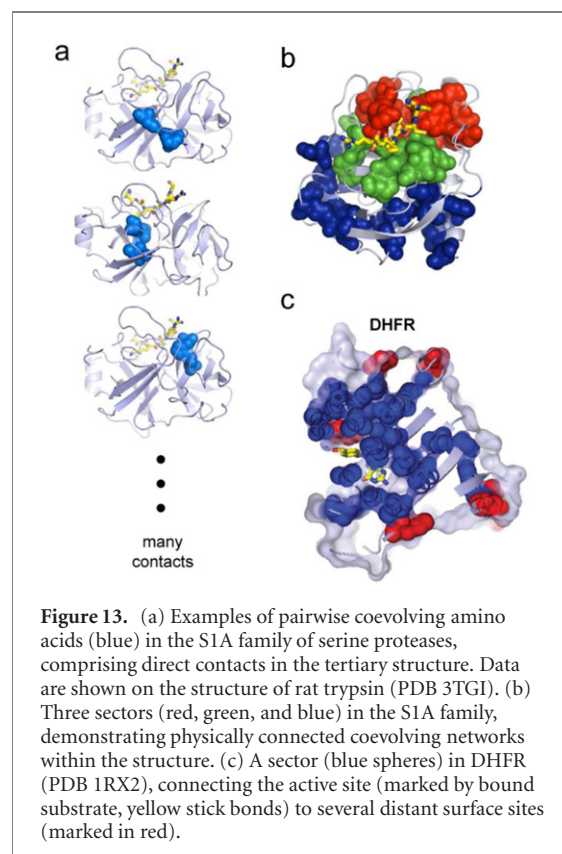 a
b
c
DHFR
many
contacts
Figure 13. (a) Examples of pairwise coevolving amino
acids (blue) in the S1A family of serine proteases,
comprising direct contacts in the tertiary structure. Data
are shown on the structure of rat trypsin (PDB 3TGI). (b)
Three sectors (red, green, and blue) in the S1A family,
demonstrating physically connected coevolving networks
within the structure. (c) A sector (blue spheres) in DHFR
(PDB 1RX2), connecting the active site (marked by bound
substrate, yellow stick bonds) to several distant surface sites
(marked in red).